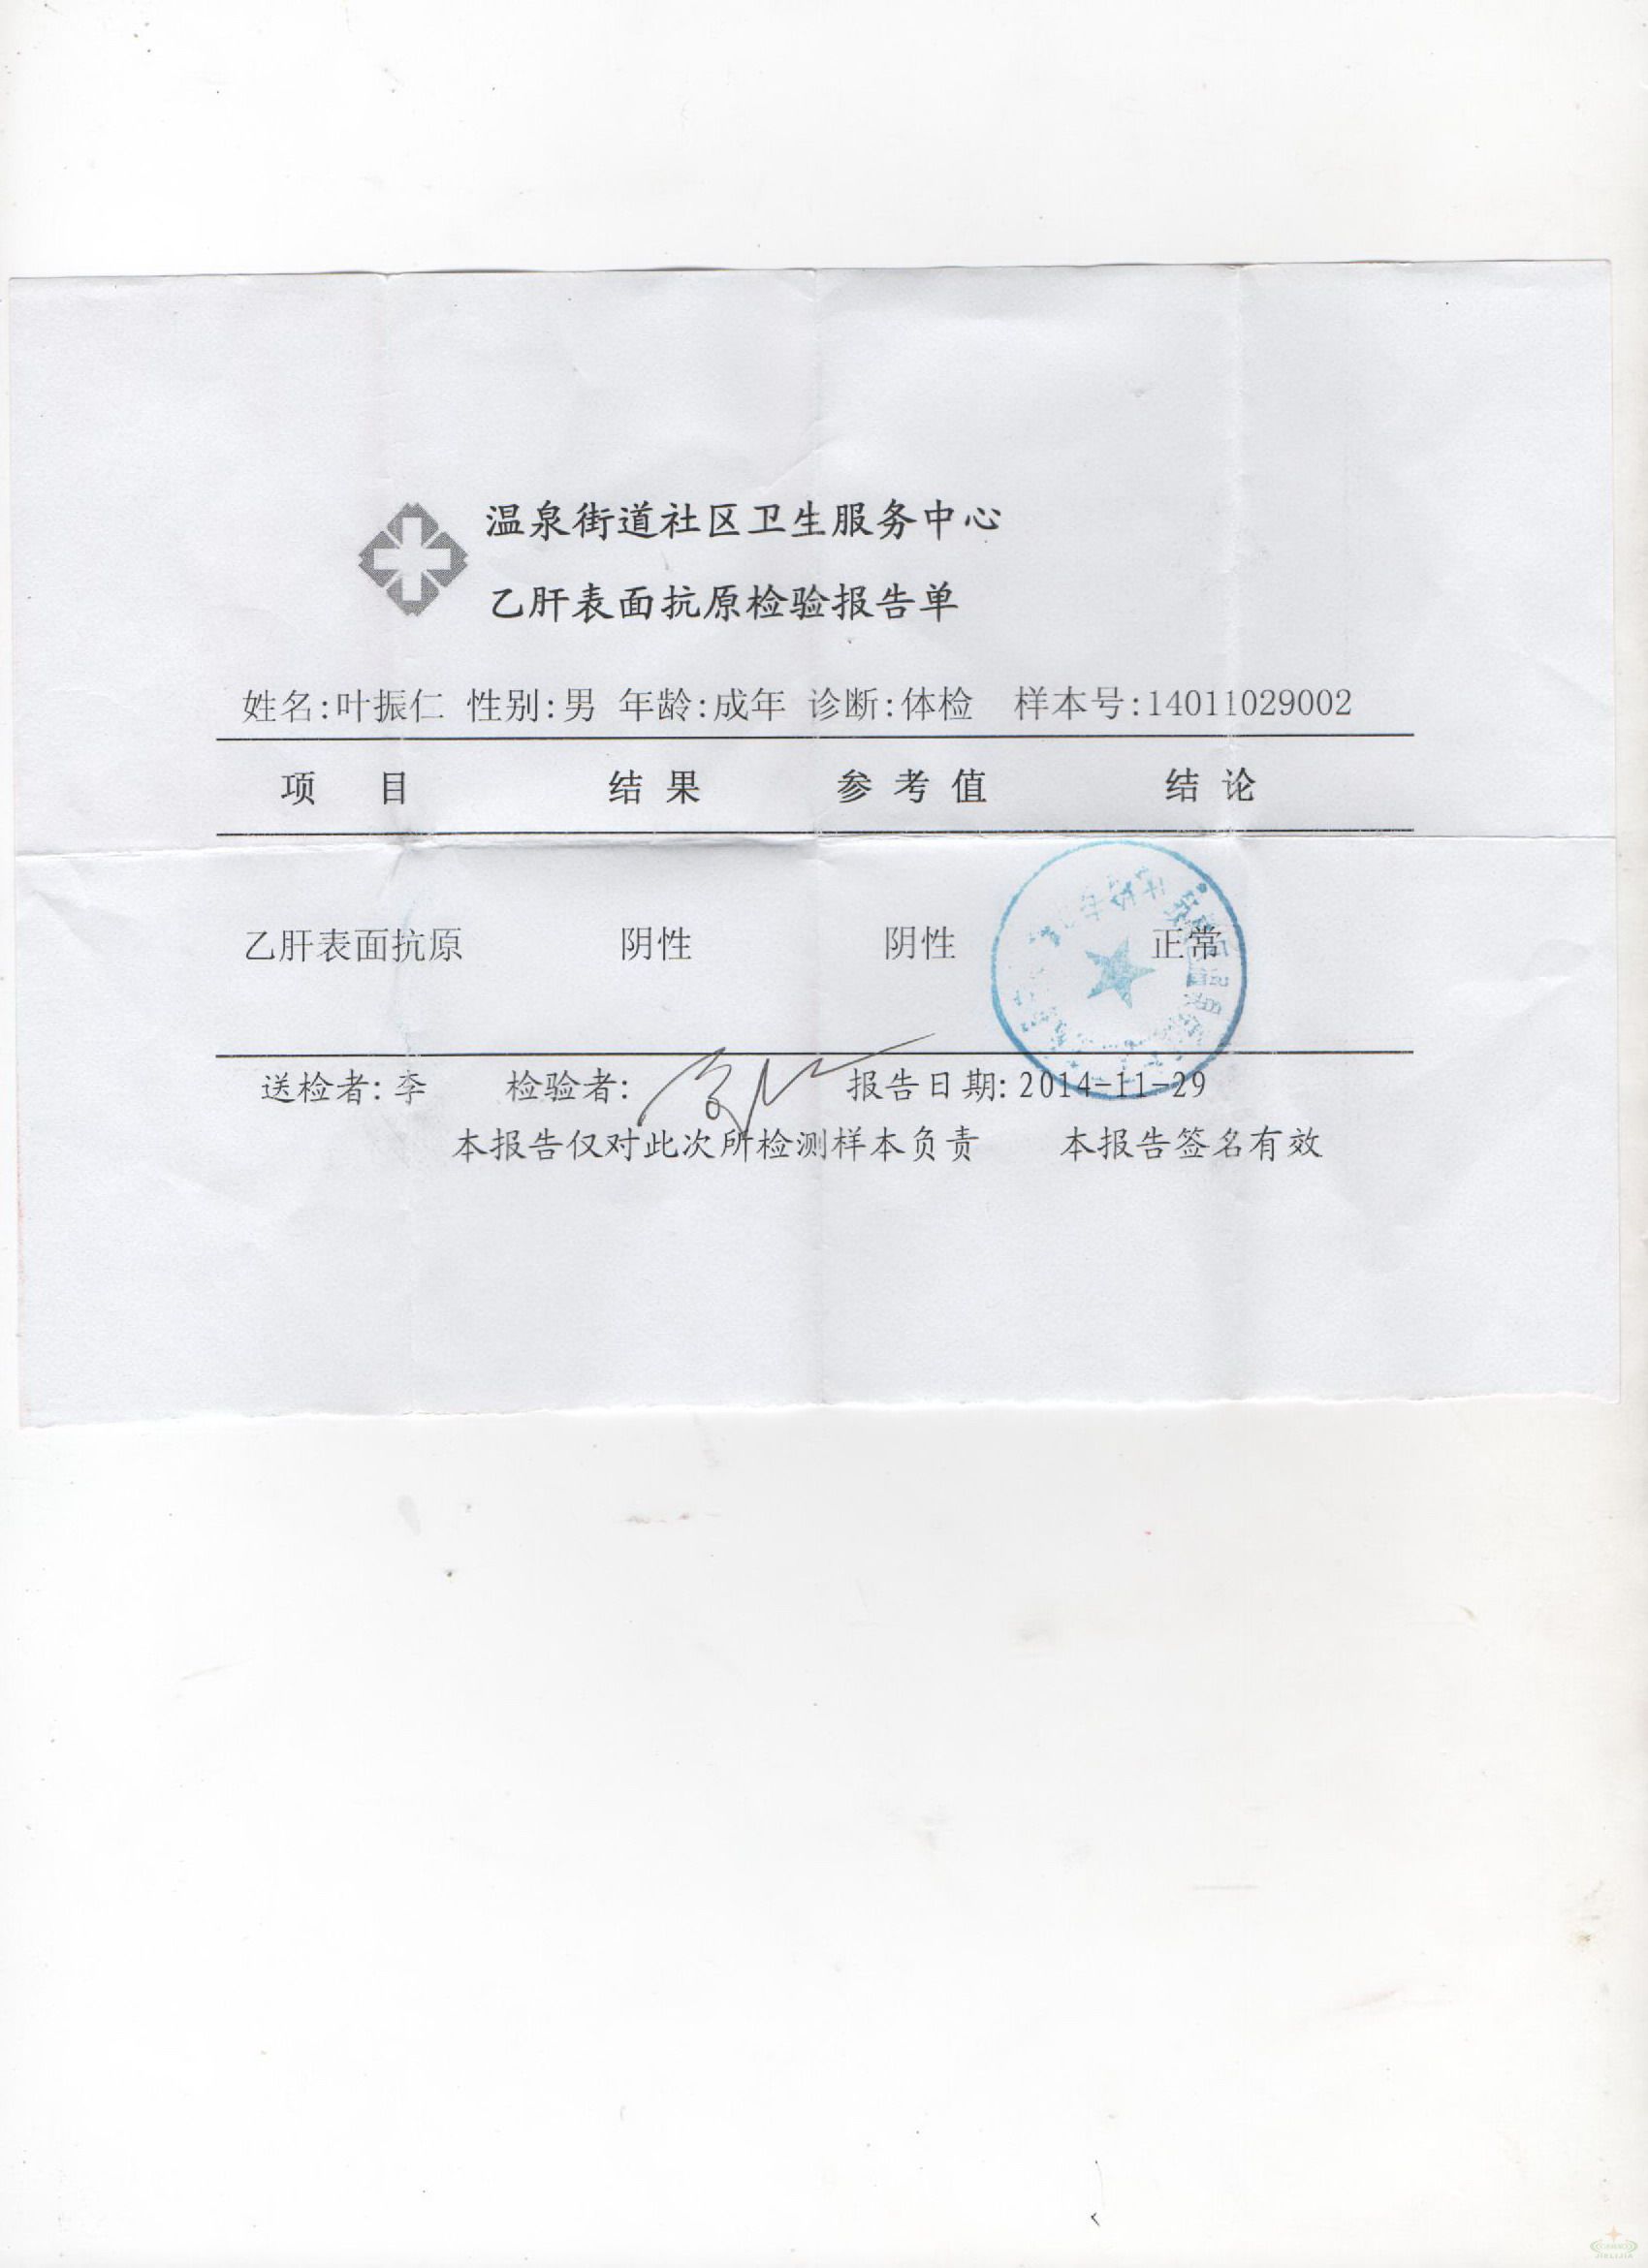 温泉街道社区卫生服务中心
乙肝表面抗原检验报告单
姓名:叶振仁 性别:男 年龄:成年 诊断:体检 样本号:14011029002
项 目 结 果 参 考 值 结 论
乙肝表面抗原 阴性 阴性 正常
送检者:李 检验者: 报告日期:2014-11-29
本报告仅对此次所检测样本负责 本报告签名有效